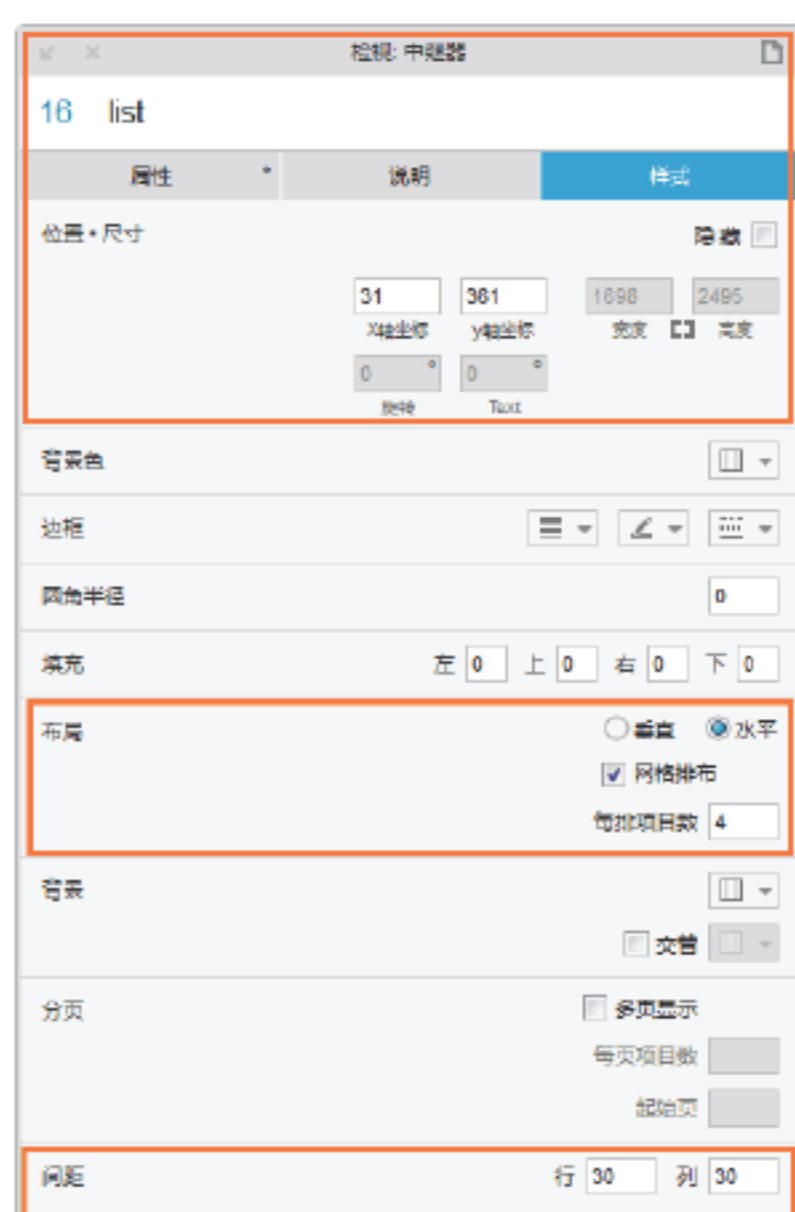 检视: 中继器
16 list
属性 * 说明 样式
位置 • 尺寸 隐藏
31 361 1698 2495
X轴坐标 y轴坐标 宽度 高度
0 ° 0 °
旋转 Text
背景色
边框
圆角半径 0
填充 左 0 上 0 右 0 下 0
布局 垂直 水平
网格排布
每排项目数 4
背景
交替
分页 多页显示
每页项目数
起始页
间距 行 30 列 30